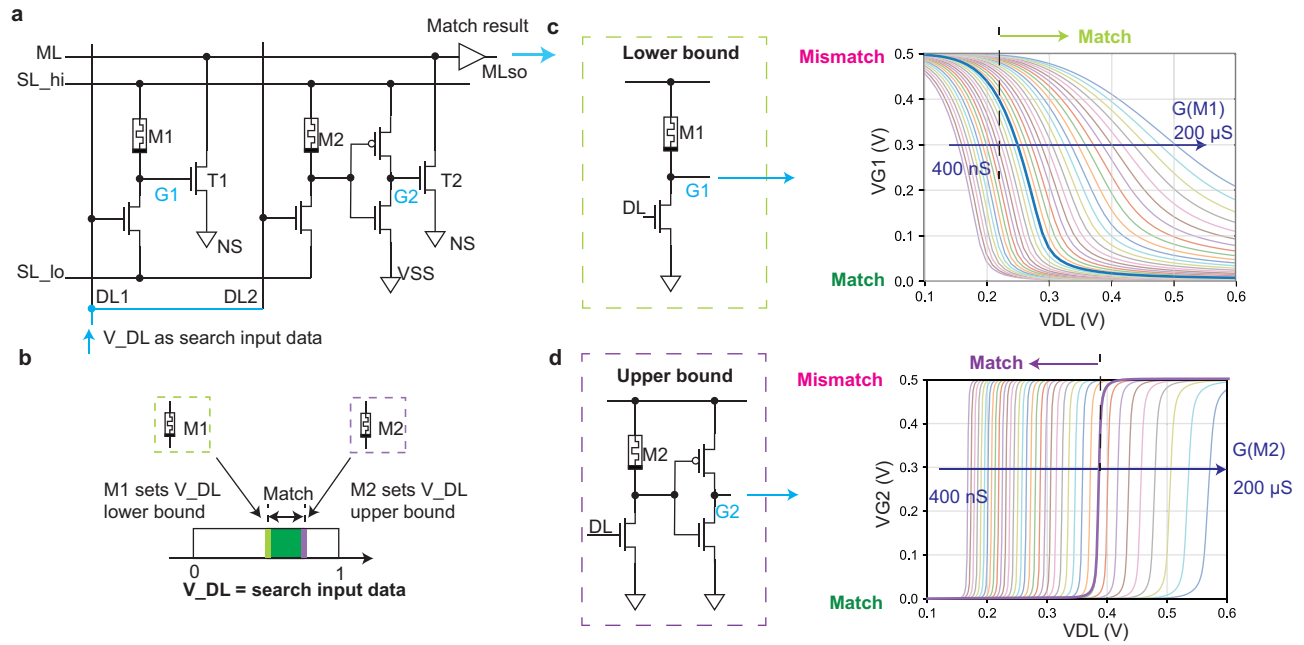 a
Match result
ML
MLso
SL_hi
M1
M2
G1
T1
G2
T2
NS
NS
SL_lo
VSS
DL1
DL2
V_DL as search input data
b
M1
M2
M1 sets V_DL
lower bound
Match
M2 sets V_DL
upper bound
0
1
V_DL = search input data
c
Lower bound
M1
G1
DL
Match
Mismatch
0.5
0.4
0.3
0.2
0.1
0.0
VG1 (V)
G(M1)
200 µS
400 nS
Match
0.1
0.2
0.3
0.4
0.5
0.6
VDL (V)
d
Upper bound
M2
G2
DL
Match
Mismatch
0.5
0.4
0.3
0.2
0.1
0.0
VG2 (V)
G(M2)
200 µS
400 nS
Match
0.1
0.2
0.3
0.4
0.5
0.6
VDL (V)